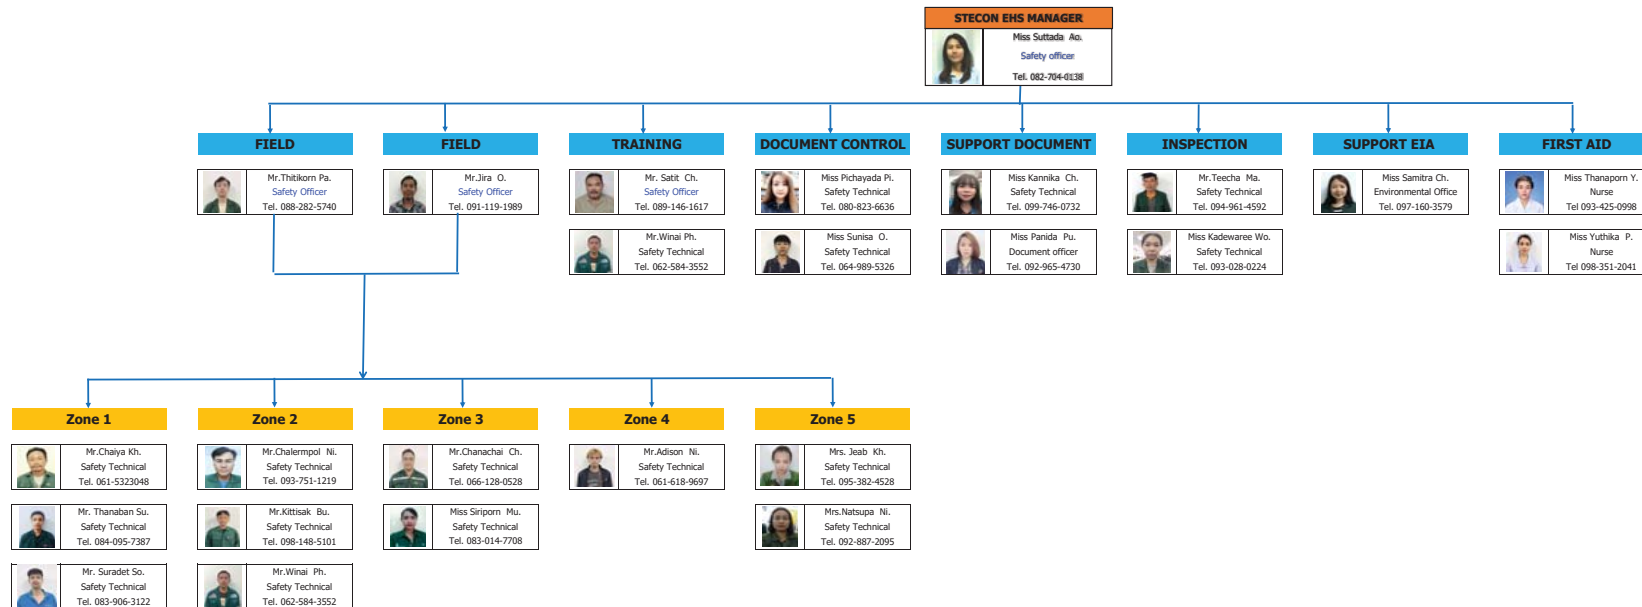 STECON EHS MANAGER
Miss Suttada Ao.
Safety officer
Tel. 082-704-0138
FIELD
Mr.Thitikorn Pa.
Safety Officer
Tel. 088-282-5740
FIELD
Mr.Jira O.
Safety Officer
Tel. 091-119-1989
TRAINING
Mr. Satit Ch.
Safety Officer
Tel. 089-146-1617
Mr.Winai Ph.
Safety Technical
Tel. 062-584-3552
DOCUMENT CONTROL
Miss Pichayada Pi.
Safety Technical
Tel. 080-823-6636
Miss Sunisa O.
Safety Technical
Tel. 064-989-5326
SUPPORT DOCUMENT
Miss Kannika Ch.
Safety Technical
Tel. 099-746-0732
Miss Panida Pu.
Document officer
Tel. 092-965-4730
INSPECTION
Mr.Teecha Ma.
Safety Technical
Tel. 094-961-4592
Miss Kadewaree Wo.
Safety Technical
Tel. 093-028-0224
SUPPORT EIA
Miss Samitra Ch.
Environmental Office
Tel. 097-160-3579
FIRST AID
Miss Thanaporn Y.
Nurse
Tel 093-425-0998
Miss Yuthika P.
Nurse
Tel 098-351-2041
Zone 1
Mr.Chaiya Kh.
Safety Technical
Tel. 061-5323048
Mr. Thanaban Su.
Safety Technical
Tel. 084-095-7387
Mr. Suradet So.
Safety Technical
Tel. 083-906-3122
Zone 2
Mr.Chalermpol Ni.
Safety Technical
Tel. 093-751-1219
Mr.Kittisak Bu.
Safety Technical
Tel. 098-148-5101
Mr.Winai Ph.
Safety Technical
Tel. 062-584-3552
Zone 3
Mr.Chanachai Ch.
Safety Technical
Tel. 066-128-0528
Miss Siriporn Mu.
Safety Technical
Tel. 083-014-7708
Zone 4
Mr.Adison Ni.
Safety Technical
Tel. 061-618-9697
Zone 5
Mrs. Jeab Kh.
Safety Technical
Tel. 095-382-4528
Mrs.Natsupa Ni.
Safety Technical
Tel. 092-887-2095